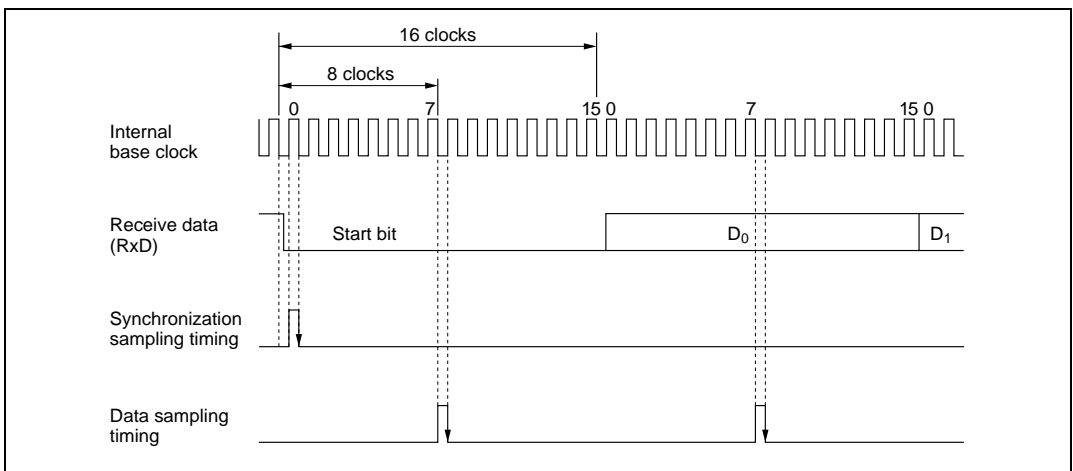 16 clocks
8 clocks
0 7 15 0 7 15 0
Internal
base clock
Receive data
(RxD)
Start bit D0 D1
Synchronization
sampling timing
Data sampling
timing